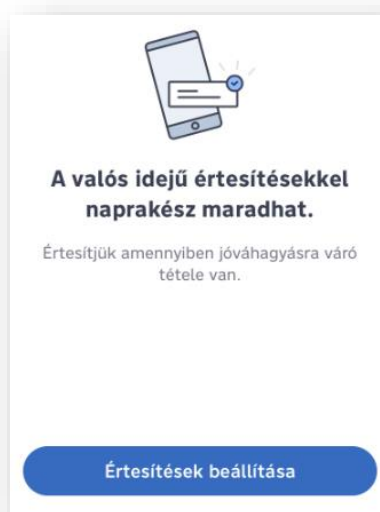 A valós idejű értesítésekkel
naprakész maradhat.
Értesítjük amennyiben jóváhagyásra váró
tétele van.
Értesítések beállítása